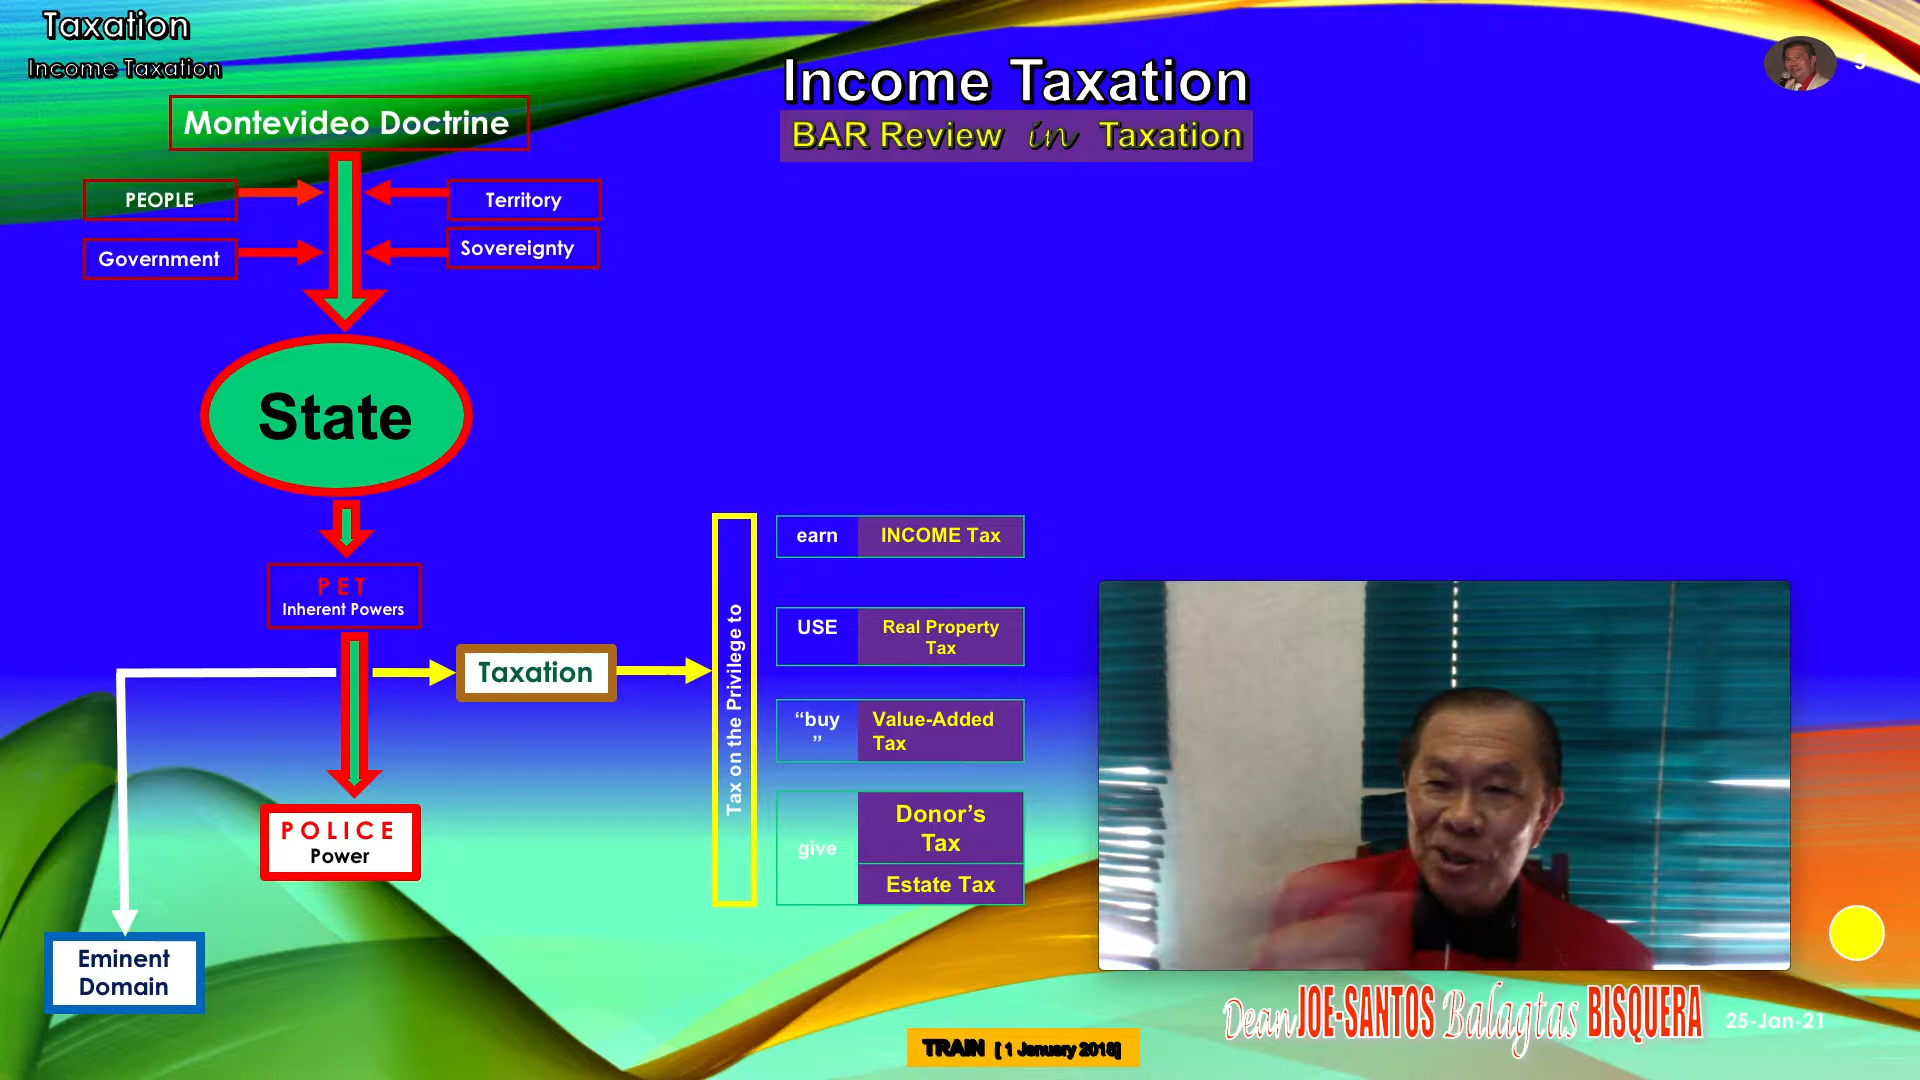 Taxation
Income Taxation
Income Taxation
BAR Review in Taxation
Montevideo Doctrine
PEOPLE
Territory
Government
Sovereignty
State
PET
Inherent Powers
Taxation
POLICE
Power
Eminent
Domain
Tax on the Privilege to
earn
INCOME Tax
USE
Real Property
Tax
“buy
”
Value-Added
Tax
give
Donor’s
Tax
Estate Tax
Dean JOE-SANTOS Balagtas BISQUERA
25-Jan-21
TRAIN [ 1 January 2018]